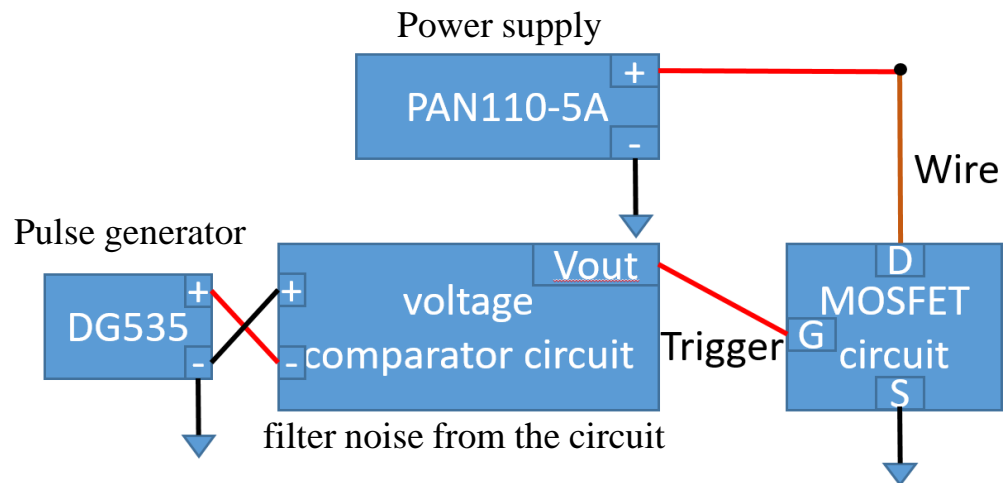 Power supply
PAN110-5A
+
-
Wire
Pulse generator
DG535
+
-
+
-
Vout
voltage
comparator circuit
Trigger
D
MOSFET
G
circuit
S
filter noise from the circuit